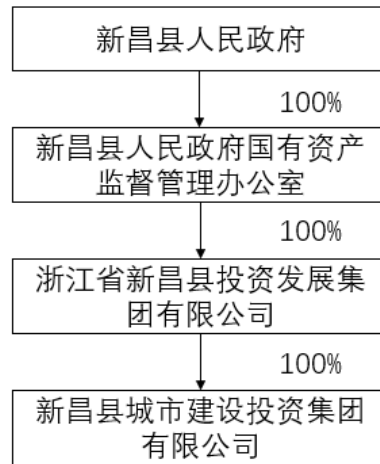 新昌县人民政府
100%
新昌县人民政府国有资产
监督管理办公室
100%
浙江省新昌县投资发展集
团有限公司
100%
新昌县城市建设投资集团
有限公司